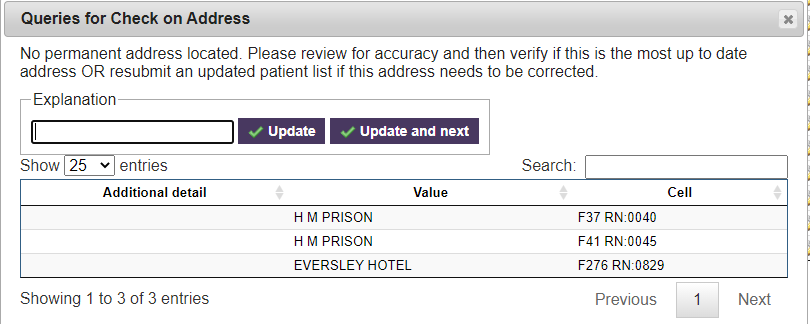 Queries for Check on Address
No permanent address located. Please review for accuracy and then verify if this is the most up to date
address OR resubmit an updated patient list if this address needs to be corrected.
Explanation
Update
Update and next
Show 25 entries
Search:
Additional detail Value Cell
H M PRISON F37 RN:0040
H M PRISON F41 RN:0045
EVERSLEY HOTEL F276 RN:0829
Showing 1 to 3 of 3 entries
Previous 1 Next